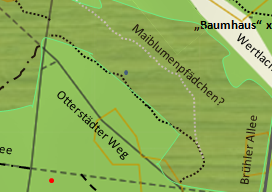 „Baumhaus“ x
Maiblumenpfädchen?
Wertlach
Otterstädter Weg
Brühler Allee
ee